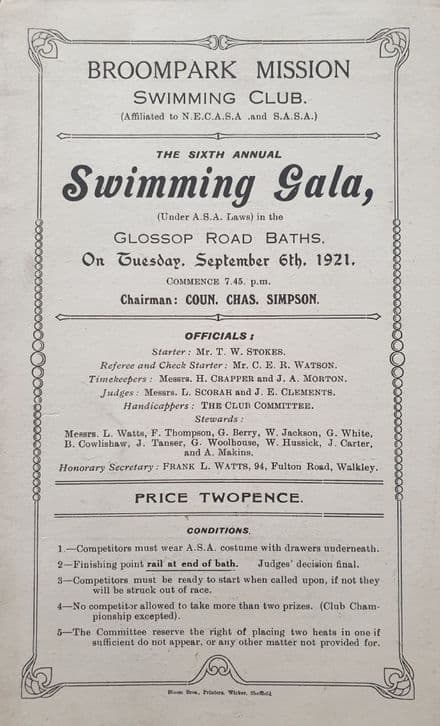 BROOMPARK MISSION
SWIMMING CLUB.
(Affiliated to N.E.C.A.S.A .and S.A.S.A.)
THE SIXTH ANNUAL
Swimming Gala,
(Under A.S.A. Laws) in the
GLOSSOP ROAD BATHS,
On Tuesday, September 6th, 1921,
COMMENCE 7.45. p.m.
Chairman: COUN. CHAS. SIMPSON.
OFFICIALS:
Starter: Mr. T. W. STOKES.
Referee and Check Starter: Mr. C. E. R. WATSON.
Timekeepers: Messrs. H. CRAPPER and J. A. MORTON.
Judges: Messrs. L. SCORAH and J. E. CLEMENTS.
Handicappers: THE CLUB COMMITTEE.
Stewards:
Messrs. L. Watts, F. Thompson, G. Berry, W. Jackson, G. White,
B. Cowlishaw, J. Tanser, G. Woolhouse, W. Hussick, J. Carter,
and A. Makins.
Honorary Secretary: FRANK L. WATTS, 94, Fulton Road, Walkley.
PRICE TWOPENCE.
CONDITIONS.
1.—Competitors must wear A.S.A. costume with drawers underneath.
2—Finishing point rail at end of bath. Judges' decision final.
3—Competitors must be ready to start when called upon, if not they
will be struck out of race.
4—No competitor allowed to take more than two prizes. (Club Cham-
pionship excepted).
5—The Committee reserve the right of placing two heats in one if
sufficient do not appear, or any other matter not provided for.
Bloom Bros., Printers, Wicker, Sheffield.